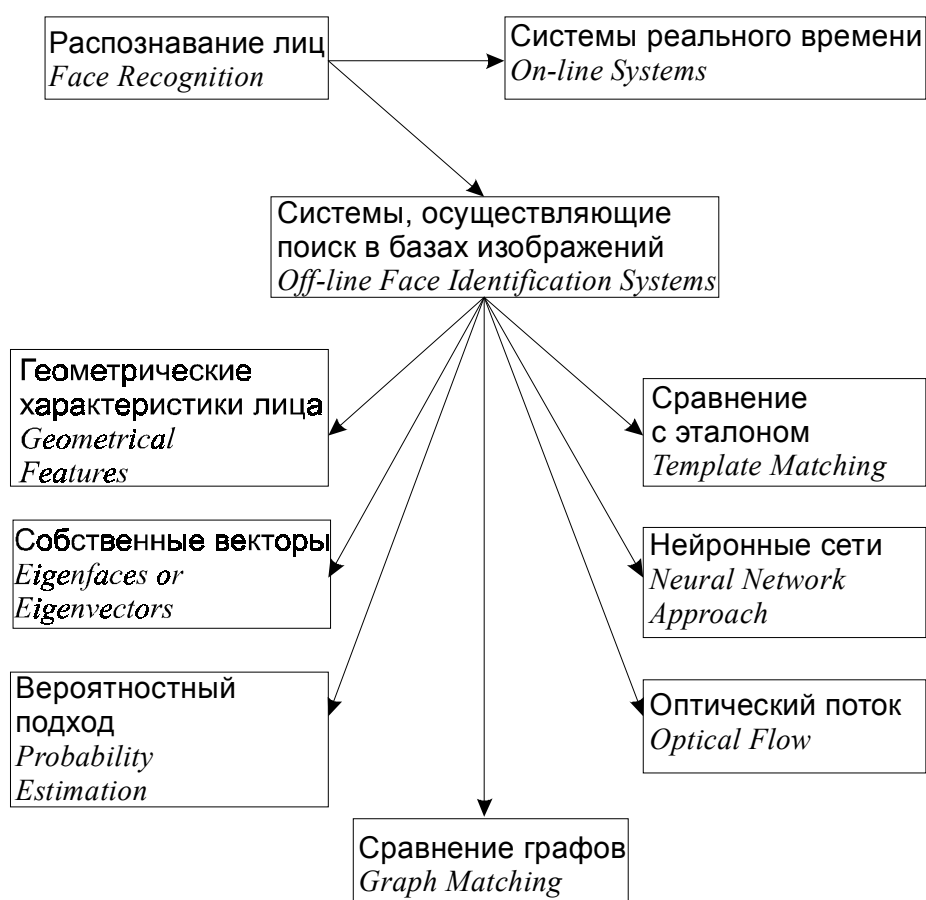 Распознавание лиц
Face Recognition
Системы реального времени
On-line Systems
Системы, осуществляющие
поиск в базах изображений
Off-line Face Identification Systems
Геометрические
характеристики лица
Geometrical
Features
Сравнение
с эталоном
Template Matching
Собственные векторы
Eigenfaces or
Eigenvectors
Нейронные сети
Neural Network
Approach
Вероятностный
подход
Probability
Estimation
Оптический поток
Optical Flow
Сравнение графов
Graph Matching